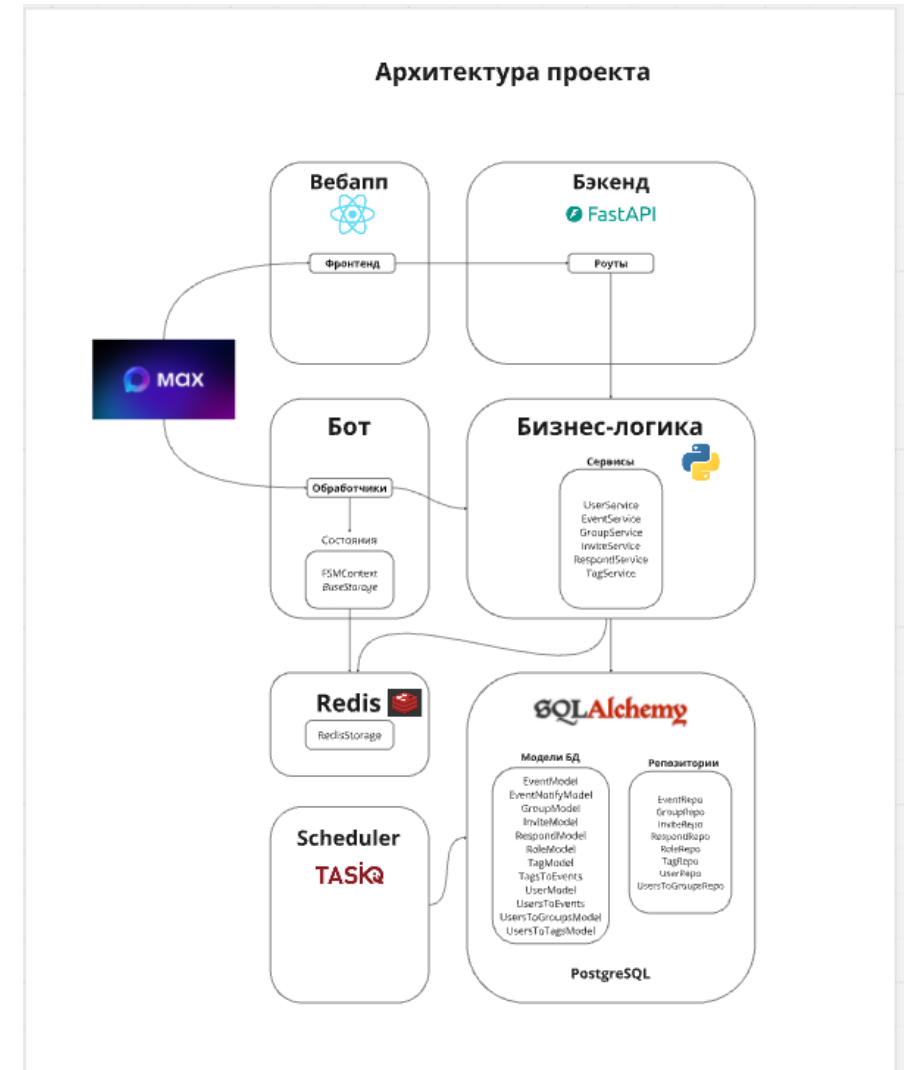 Архитектура проекта
Вебапп
Фронтенд
Бэкенд
FastAPI
Роуты
мах
Бот
Обработчики
Состояния
FSMContext
BaseStorage
Бизнес-логика
Сервисы
UserService
EventService
GroupService
InviteService
RespondService
TagService
Redis
RedisStorage
Scheduler
TASKIQ
SQLAlchemy
Модели БД
EventModel
EventNotifyModel
GroupModel
InviteModel
RespondModel
RoleModel
TagModel
TagsToEvents
UserModel
UsersToEvents
UsersToGroupsModel
UsersToTagsModel
Репозитории
EventRepo
GroupRepo
InviteRepo
RespondRepo
RoleRepo
TagRepo
UserRepo
UsersToGroupsRepo
PostgreSQL